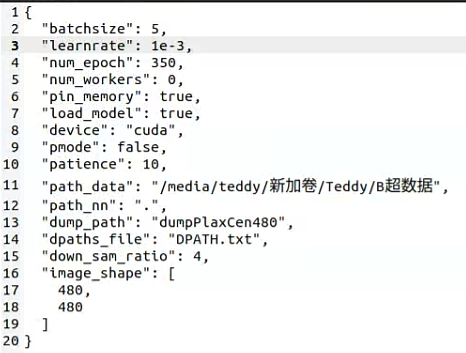 1 {
2   "batchsize": 5,
3   "learnrate": 1e-3,
4   "num_epoch": 350,
5   "num_workers": 0,
6   "pin_memory": true,
7   "load_model": true,
8   "device": "cuda",
9   "pmode": false,
10   "patience": 10,
11   "path_data": "/media/teddy/新加卷/Teddy/B超数据",
12   "path_nn": ".",
13   "dump_path": "dumpPlaxCen480",
14   "dpaths_file": "DPATH.txt",
15   "down_sam_ratio": 4,
16   "image_shape": [
17     480,
18     480
19   ]
20 }